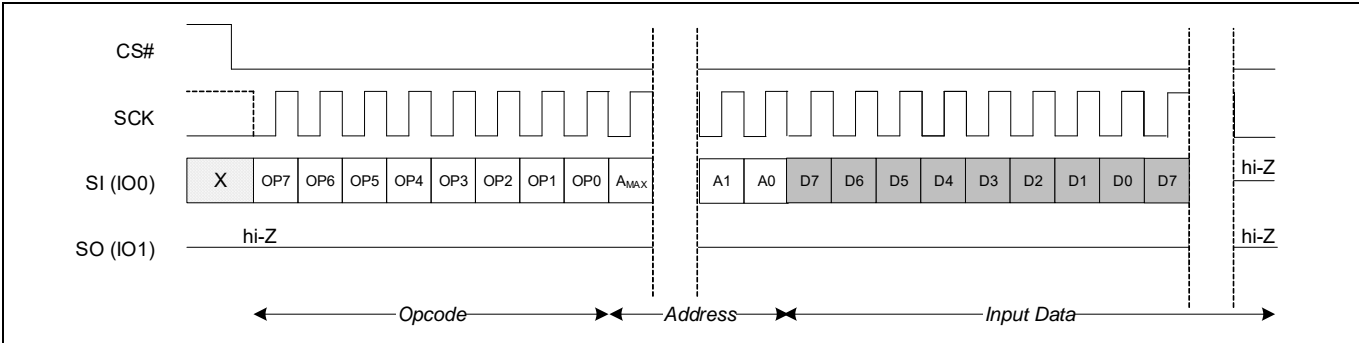 CS#
SCK
SI (IO0) X OP7 OP6 OP5 OP4 OP3 OP2 OP1 OP0 AMAX A1 A0 D7 D6 D5 D4 D3 D2 D1 D0 D7 hi-Z
SO (IO1) hi-Z hi-Z
Opcode Address Input Data